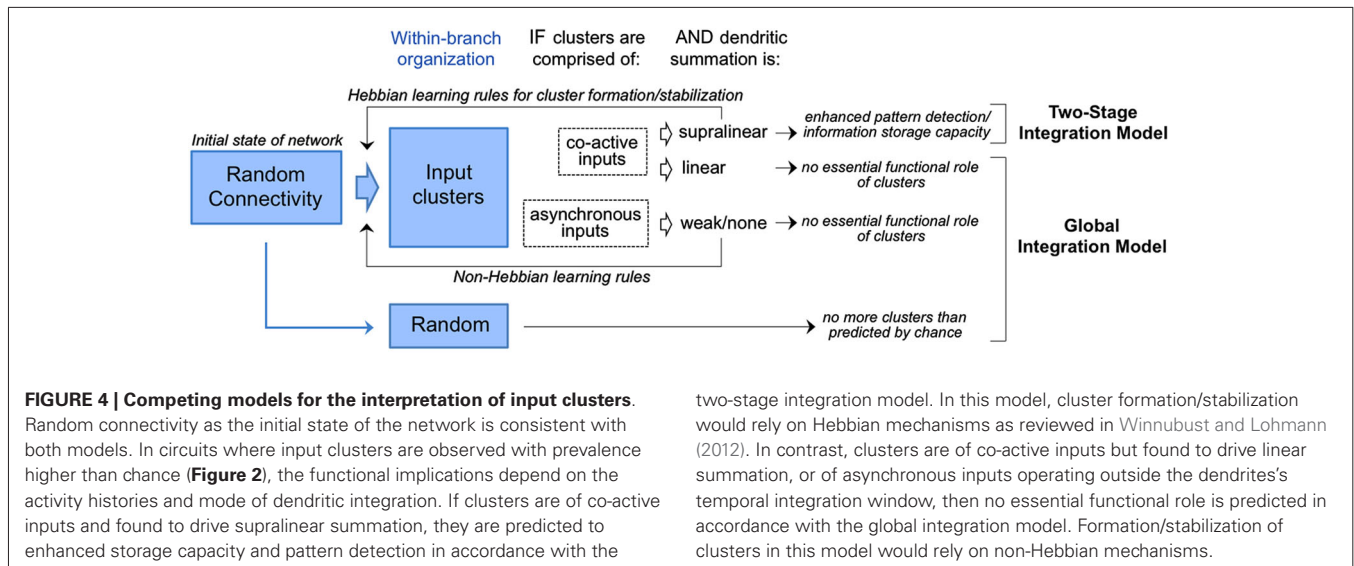 Within-branch
organization
IF clusters are
comprised of:
AND dendritic
summation is:
Hebbian learning rules for cluster formation/stabilization
Initial state of network
Random
Connectivity
Input
clusters
co-active
inputs
supralinear
enhanced pattern detection/
information storage capacity
Two-Stage
Integration Model
linear
no essential functional role
of clusters
asynchronous
inputs
weak/none
no essential functional role
of clusters
Global
Integration Model
Non-Hebbian learning rules
Random
no more clusters than
predicted by chance
FIGURE 4 | Competing models for the interpretation of input clusters.
Random connectivity as the initial state of the network is consistent with
both models. In circuits where input clusters are observed with prevalence
higher than chance (Figure 2), the functional implications depend on the
activity histories and mode of dendritic integration. If clusters are of co-active
inputs and found to drive supralinear summation, they are predicted to
enhanced storage capacity and pattern detection in accordance with the
two-stage integration model. In this model, cluster formation/stabilization
would rely on Hebbian mechanisms as reviewed in Winnubust and Lohmann
(2012). In contrast, clusters are of co-active inputs but found to drive linear
summation, or of asynchronous inputs operating outside the dendrites's
temporal integration window, then no essential functional role is predicted in
accordance with the global integration model. Formation/stabilization of
clusters in this model would rely on non-Hebbian mechanisms.